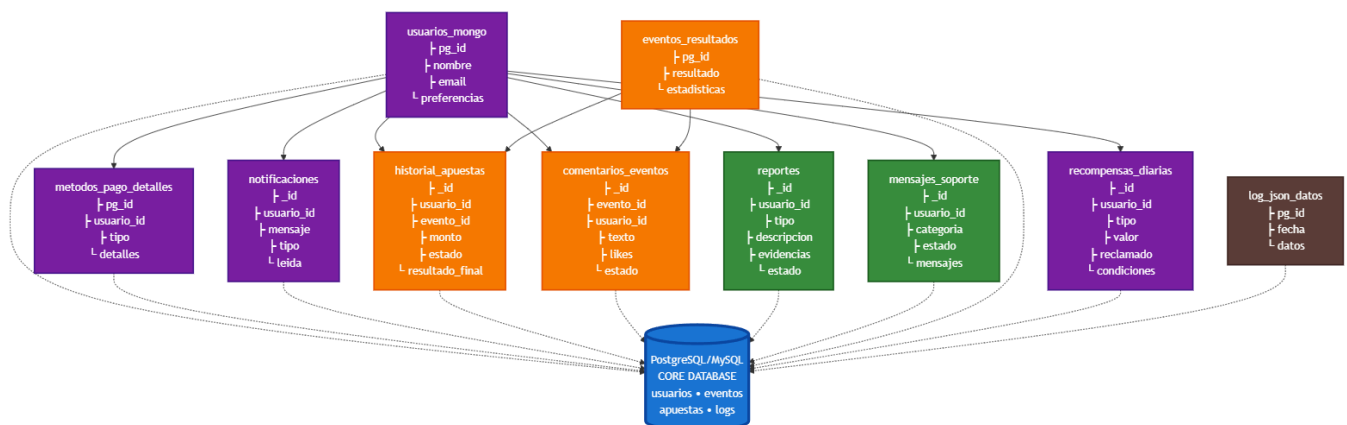 usuarios_mongo
├ pg_id
├ nombre
├ email
└ preferencias
eventos_resultados
├ pg_id
├ resultado
└ estadisticas
metodos_pago_detalles
├ pg_id
├ usuario_id
├ tipo
└ detalles
notificaciones
├ _id
├ usuario_id
├ mensaje
├ tipo
└ leida
historial_apuestas
├ _id
├ usuario_id
├ evento_id
├ monto
├ estado
└ resultado_final
comentarios_eventos
├ _id
├ evento_id
├ usuario_id
├ texto
├ likes
└ estado
reportes
├ _id
├ usuario_id
├ tipo
├ descripcion
├ evidencias
└ estado
mensajes_soporte
├ _id
├ usuario_id
├ categoria
├ estado
└ mensajes
recompensas_diarias
├ _id
├ usuario_id
├ tipo
├ valor
├ reclamado
└ condiciones
log_json_datos
├ pg_id
├ fecha
└ datos
PostgreSQL/MySQL
CORE DATABASE
usuarios • eventos
apuestas • logs